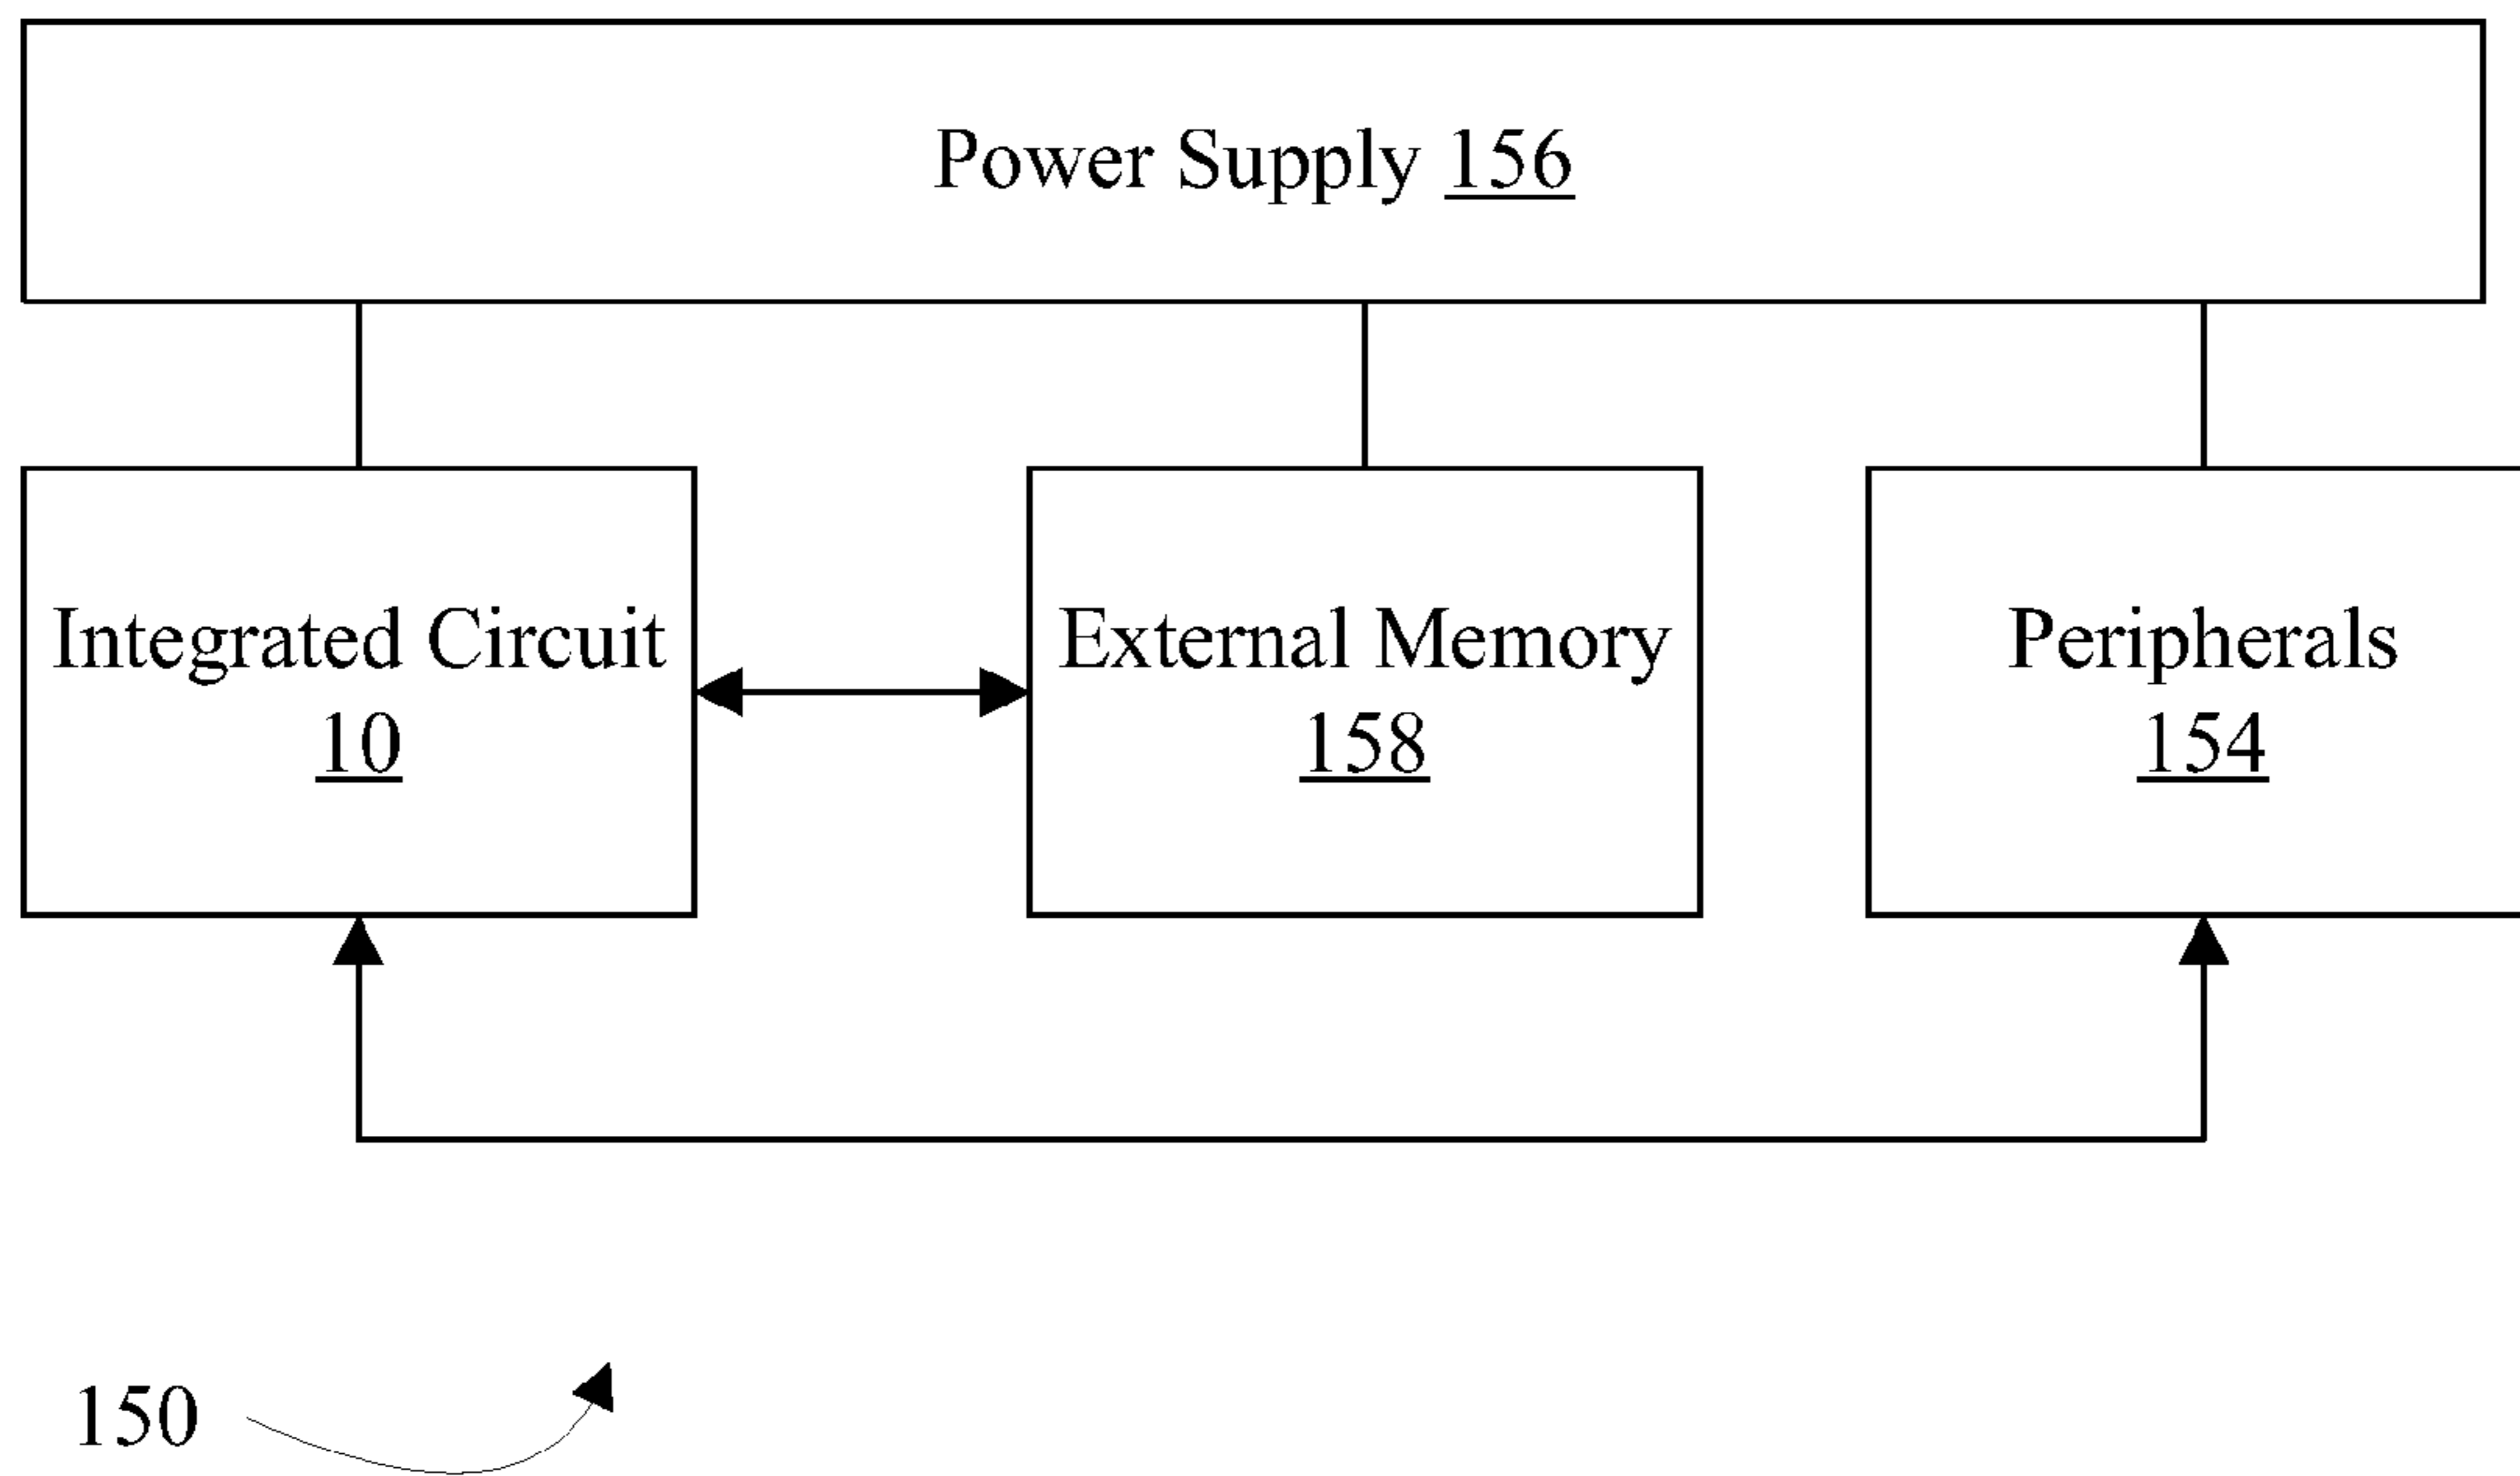 Power Supply 156
Integrated Circuit
10
External Memory
158
Peripherals
154
150